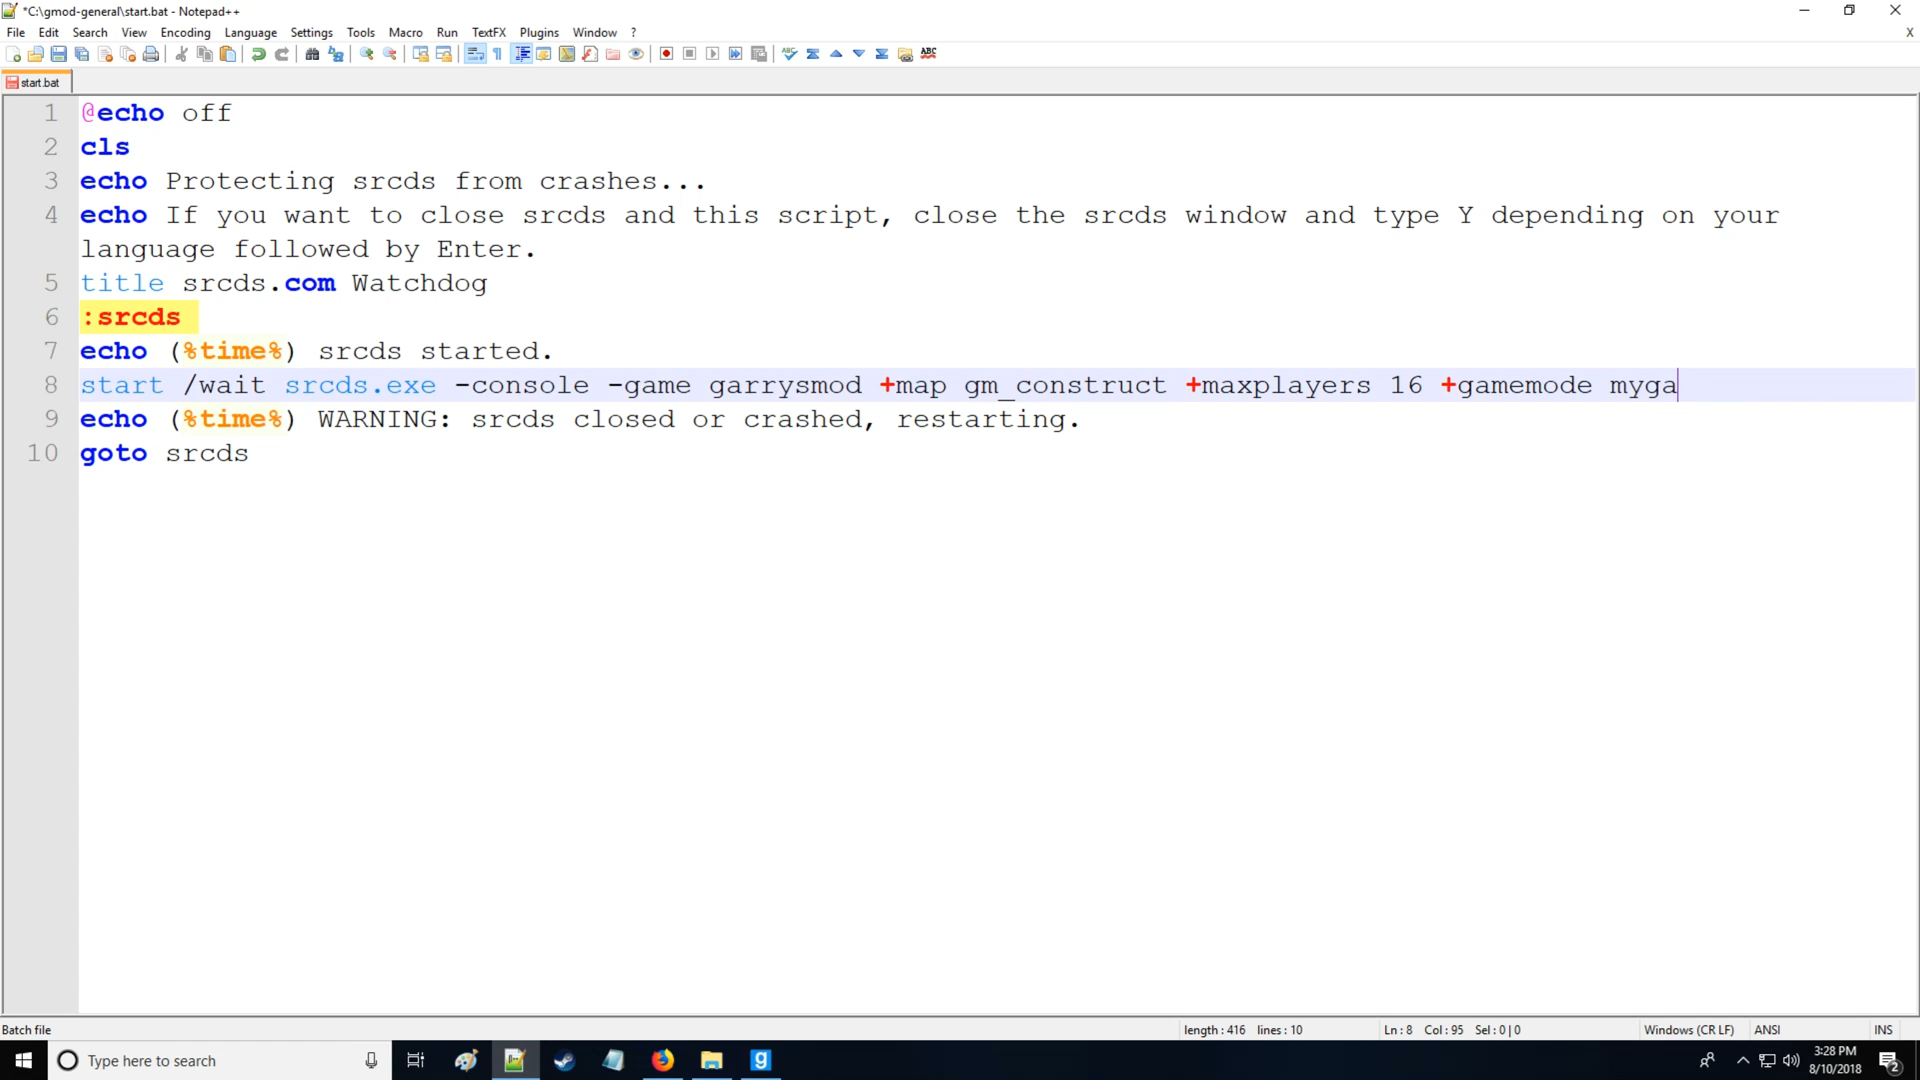 *C:\gmod-general\start.bat - Notepad++
File Edit Search View Encoding Language Settings Tools Macro Run TextFX Plugins Window ? X
start.bat
1 @echo off
2 cls
3 echo Protecting srcds from crashes...
4 echo If you want to close srcds and this script, close the srcds window and type Y depending on your
language followed by Enter.
5 title srcds.com Watchdog
6 :srcds
7 echo (%time%) srcds started.
8 start /wait srcds.exe -console -game garrysmod +map gm_construct +maxplayers 16 +gamemode myga
9 echo (%time%) WARNING: srcds closed or crashed, restarting.
10 goto srcds
Batch file length : 416 lines : 10 Ln : 8 Col : 95 Sel : 0 | 0 Windows (CR LF) ANSI INS
Type here to search
3:28 PM
8/10/2018
2